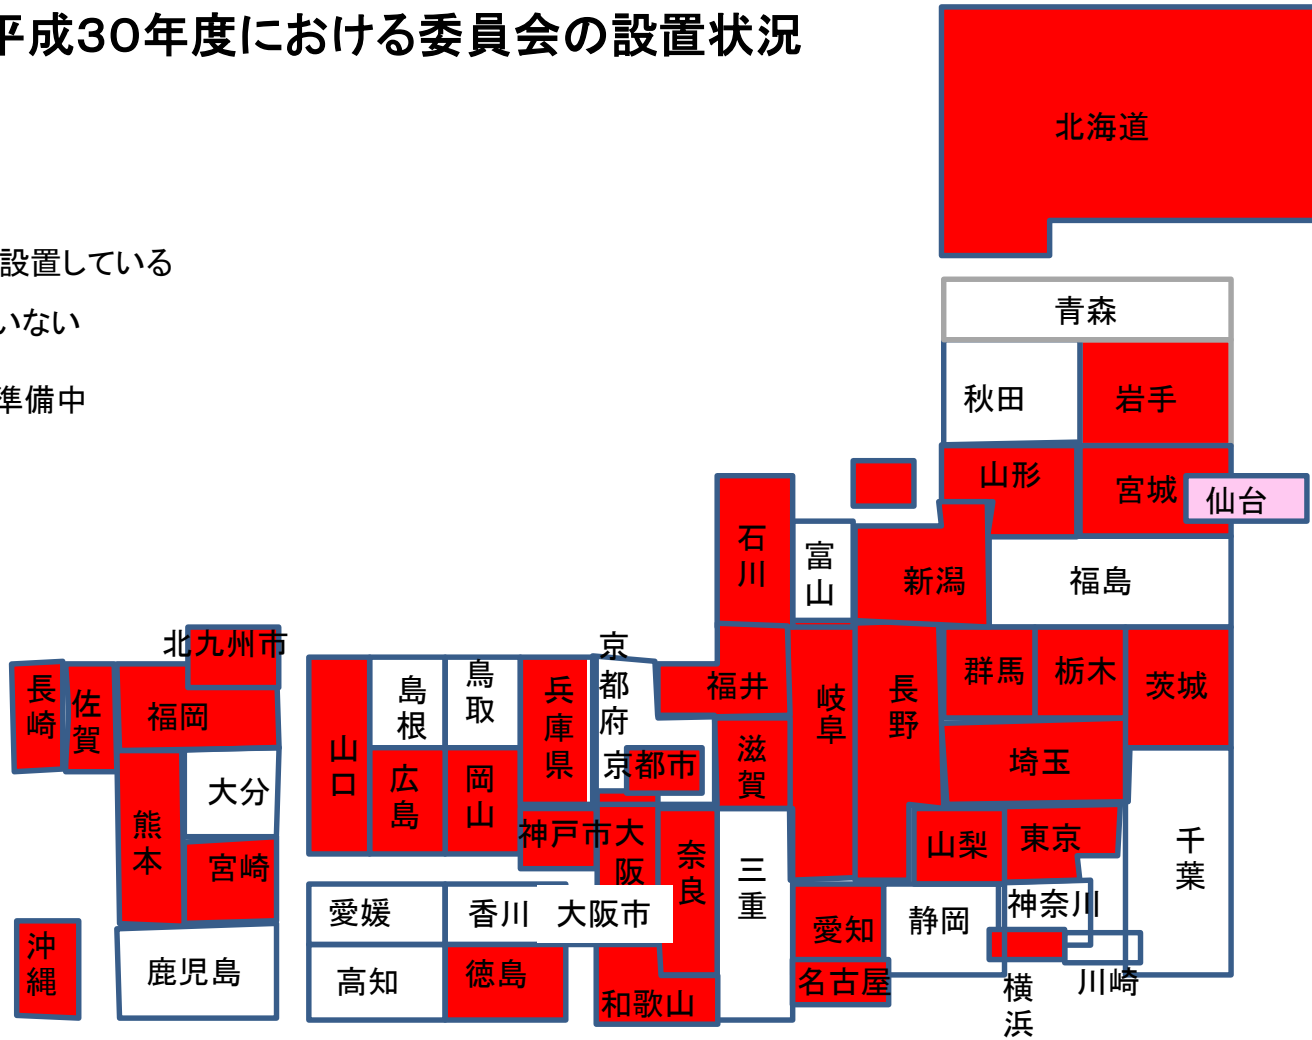 平成30年度における委員会の設置状況
北海道
設置している
いない
準備中
青森
秋田
岩手
山形
宮城
仙台
石川
富山
新潟
福島
北九州市
長崎
佐賀
福岡
山口
島根
鳥取
兵庫県
京都府
福井
岐阜
長野
群馬
栃木
茨城
大分
広島
岡山
京都市
滋賀
埼玉
熊本
宮崎
神戸市
大阪
奈良
三重
山梨
東京
千葉
愛媛
香川
大阪市
愛知
静岡
神奈川
沖縄
鹿児島
高知
徳島
和歌山
名古屋
横浜
川崎